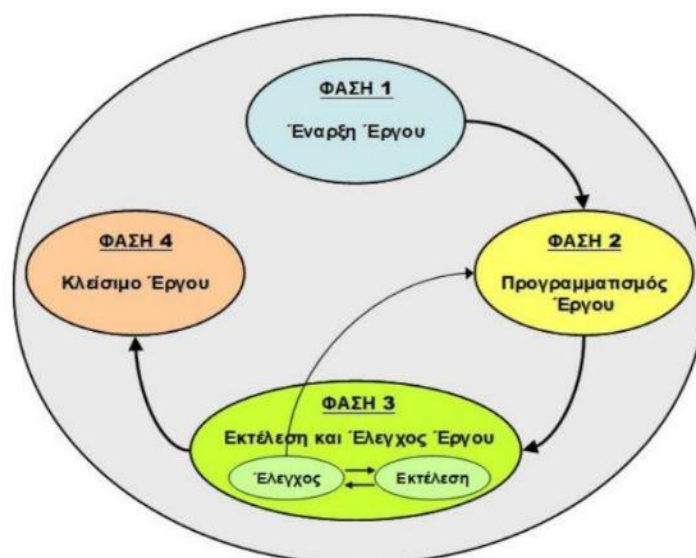 ΦΑΣΗ 1
Έναρξη Έργου
ΦΑΣΗ 2
Προγραμματισμός
Έργου
ΦΑΣΗ 3
Εκτέλεση και Έλεγχος Έργου
Έλεγχος
Εκτέλεση
ΦΑΣΗ 4
Κλείσιμο Έργου